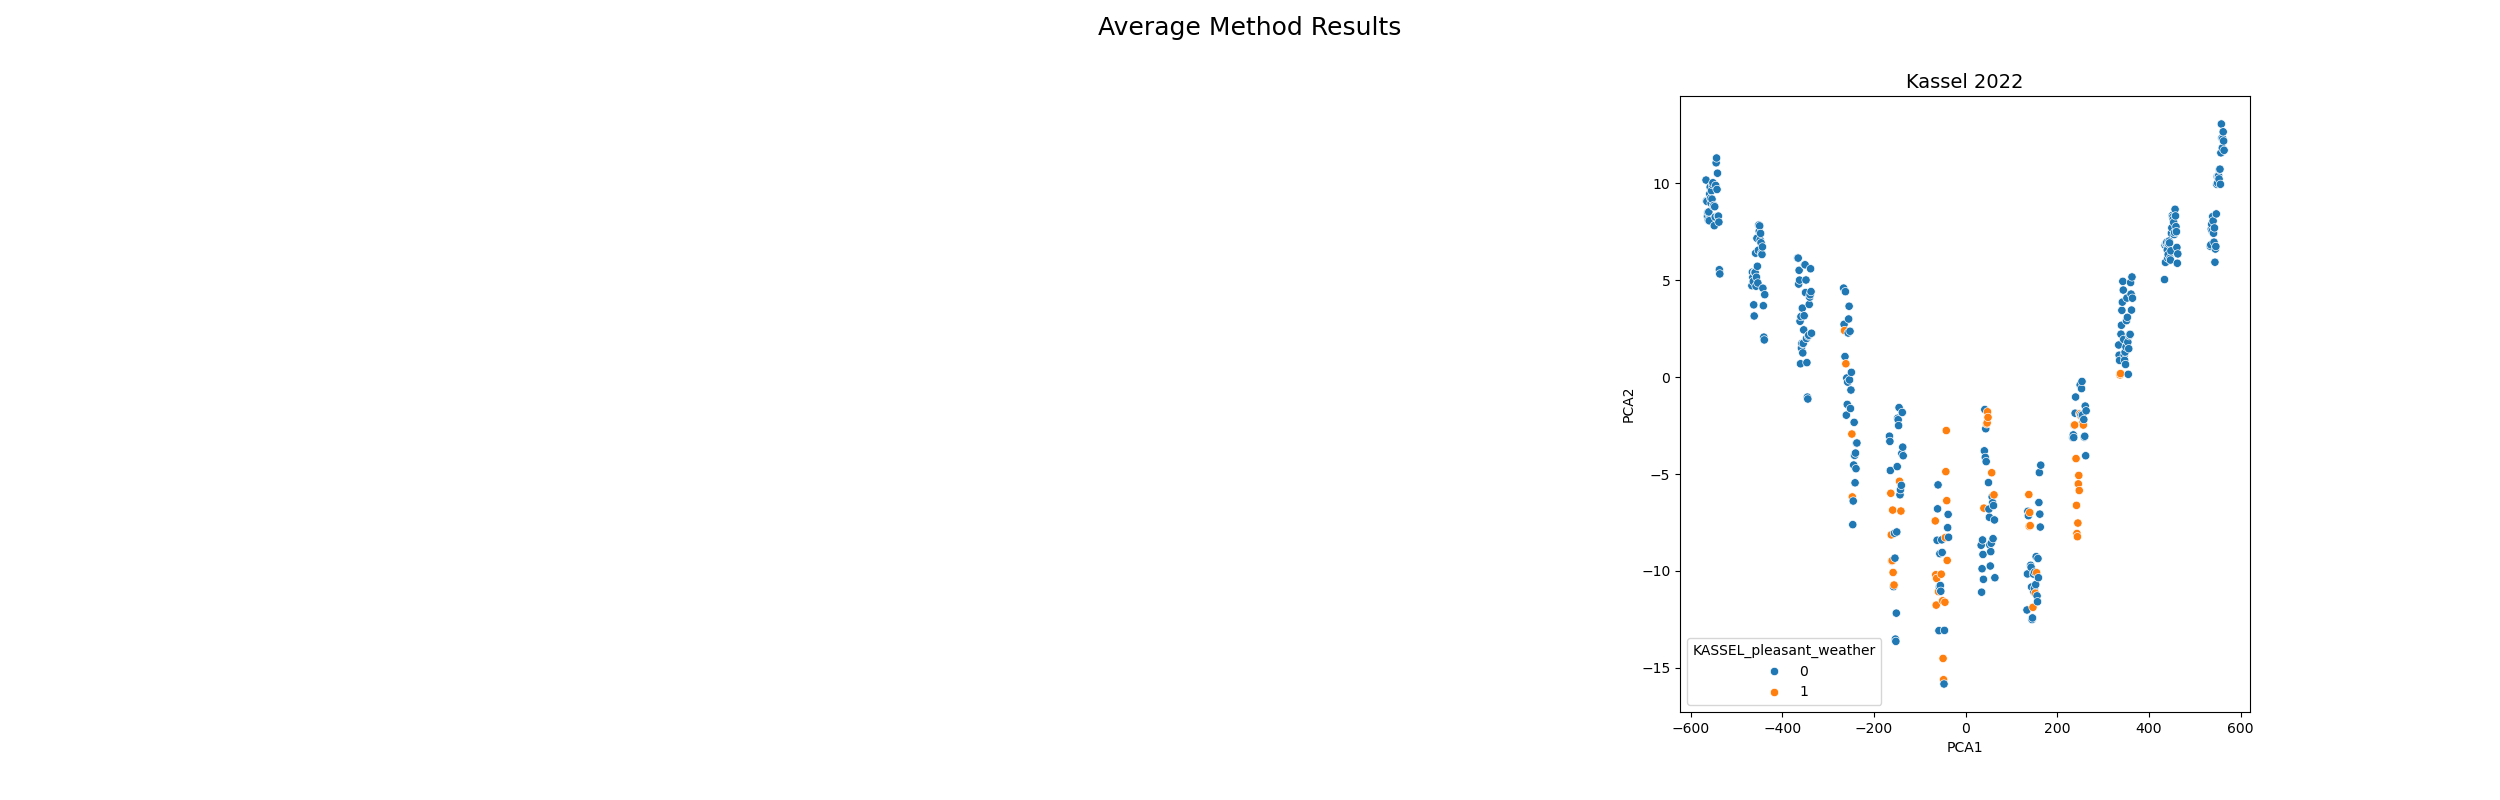 Average Method Results
Kassel 2022
PCA2
10
5
0
−5
−10
−15
KASSEL_pleasant_weather
0
1
−600 −400 −200 0 200 400 600
PCA1